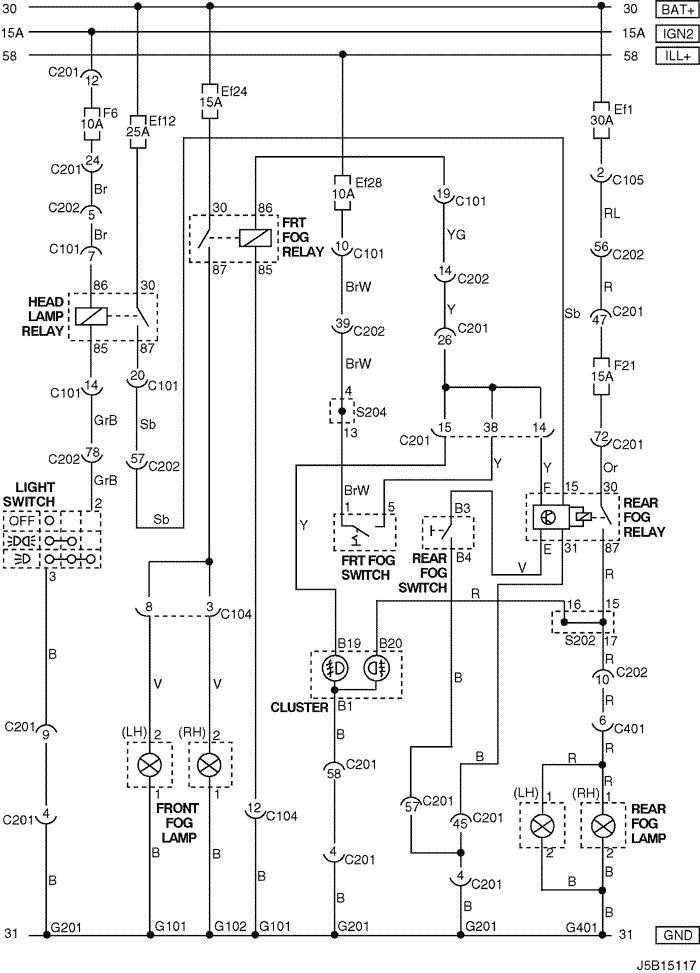 30 30 BAT+
15A 15A IGN2
58 58 ILL+
C201 12
Ef24
15A
F6
10A
Ef12
25A
Ef1
30A
24
C201
Br
Ef28
10A
2
C105
19
C101
C202
5
Br
30 86
FRT
FOG
RELAY
RL
YG
C101
7
10
C101
56
C202
87 85
14
C202
BrW
R
86 30
HEAD
LAMP
RELAY
Y
Sb
47
C201
39
C202
C201
26
85 87
F21
15A
BrW
14
C101
20
C101
4
S204
13
GrB
Sb
15 38 14
C201
72
C201
78
C202
57
C202
Y
Y
Or
GrB
LIGHT
SWITCH
2
BrW
F 15 30
1 5
B3
REAR
FOG
RELAY
OFF
Sb
Y
FRT FOG
SWITCH
REAR
FOG
SWITCH
B4
E 31 87
3
V
R
8 3
C104
R
16 15
S202 17
B19 B20
B
V
V
B
R
CLUSTER
B1
C202
10
R
C201
9
(LH) 2
(RH) 2
B
6
C401
B
R
R
58
C201
R
1 1
FRONT
FOG
LAMP
57
C201
(LH) 1
(RH) 1
REAR
FOG
LAMP
C201
4
12
C104
45
C201
2 2
B
B
B
B
4
C201
4
C201
B
B
B
B
B
B
31 G201 G101 G102 G101 G201 G201 G401 31 GND
J5B15117